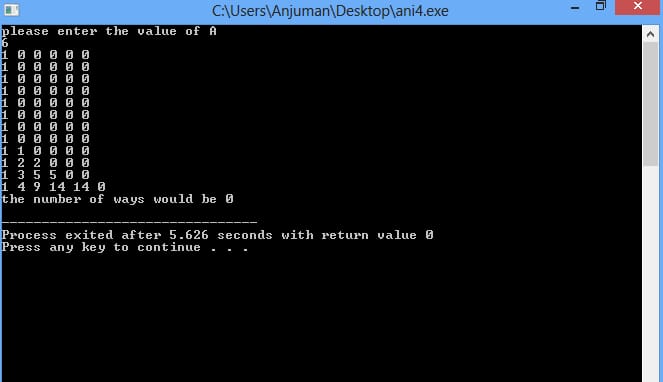 C:\Users\Anjuman\Desktop\ani4.exe
please enter the value of A
6
1 0 0 0 0 0
1 0 0 0 0 0
1 0 0 0 0 0
1 0 0 0 0 0
1 0 0 0 0 0
1 0 0 0 0 0
1 0 0 0 0 0
1 0 0 0 0 0
1 1 0 0 0 0
1 2 2 0 0 0
1 3 5 5 0 0
1 4 9 14 14 0
the number of ways would be 0
--------------------------------
Process exited after 5.626 seconds with return value 0
Press any key to continue . . .